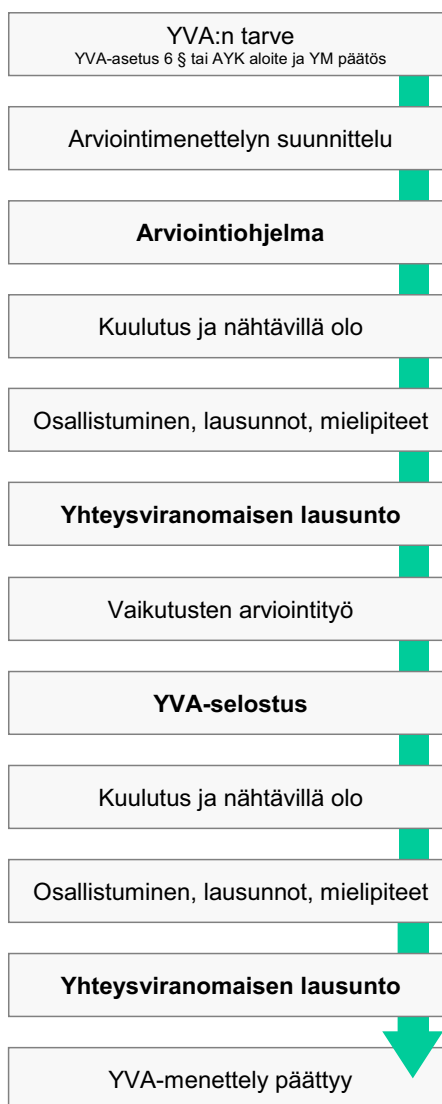 YVA:n tarve
YVA-asetus 6 § tai AYK aloite ja YM päätös
Arviointimenettelyn suunnittelu
Arviointiohjelma
Kuulutus ja nähtävillä olo
Osallistuminen, lausunnot, mielipiteet
Yhteysviranomaisen lausunto
Vaikutusten arviointityö
YVA-selostus
Kuulutus ja nähtävillä olo
Osallistuminen, lausunnot, mielipiteet
Yhteysviranomaisen lausunto
YVA-menettely päättyy